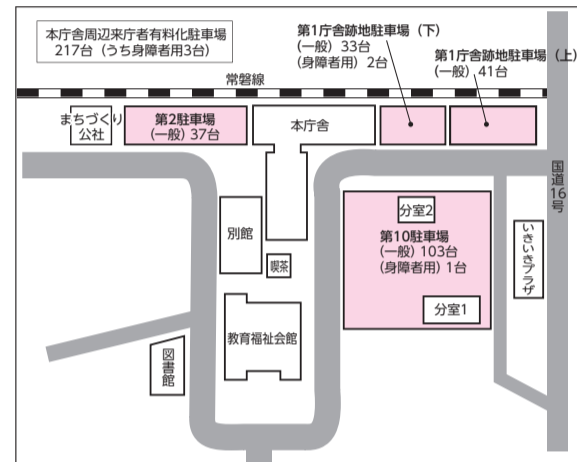 本庁舎周辺来庁者有料化駐車場
217台（うち身障者用3台）
第1庁舎跡地駐車場（下）
(一般) 33台
(身障者用) 2台
第1庁舎跡地駐車場（上）
(一般) 41台
常磐線
まちづくり
公社
第2駐車場
(一般) 37台
本庁舎
国道16号
別館
喫茶
分室2
第10駐車場
(一般) 103台
(身障者用) 1台
分室1
いきいきプラザ
教育福祉会館
図書館